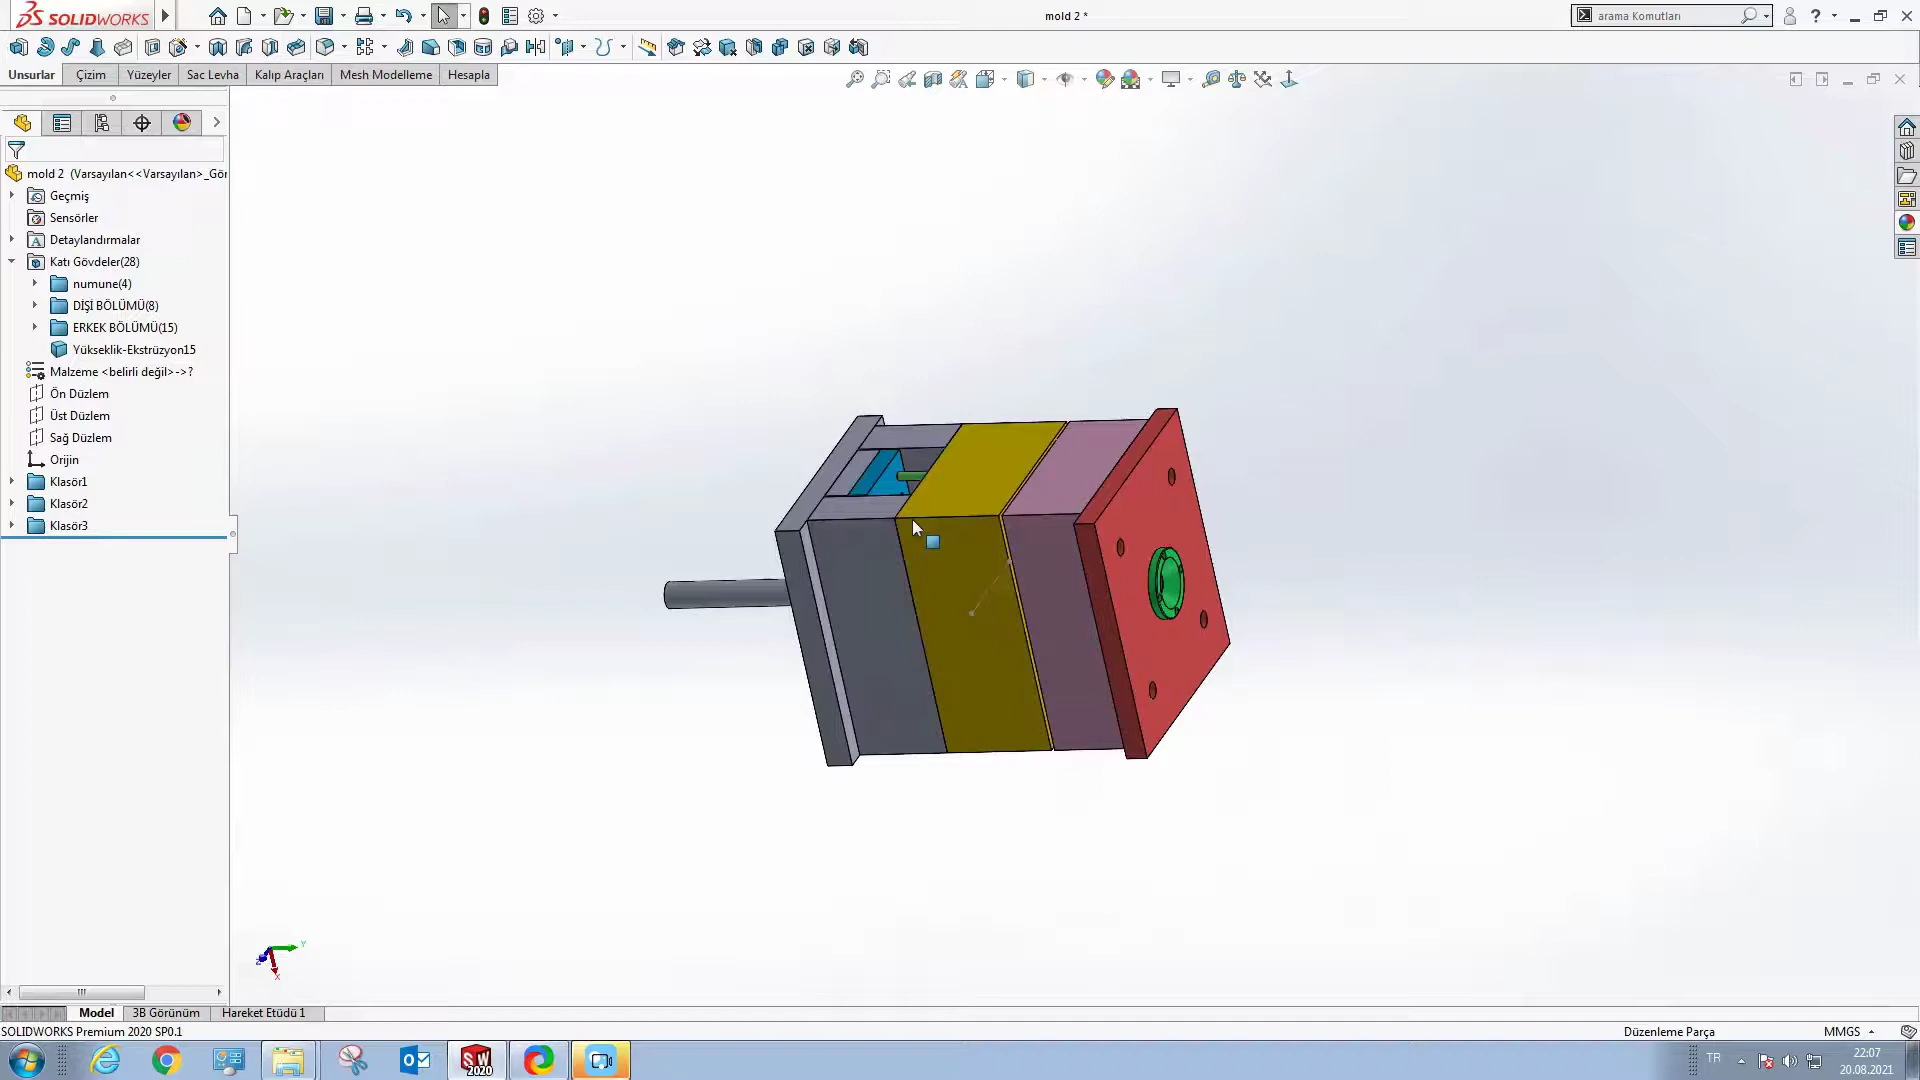 SOLIDWORKS
mold 2 *
arama Komutları
Unsurlar
Çizim
Yüzeyler
Sac Levha
Kalıp Araçları
Mesh Modelleme
Hesapla
mold 2 (Varsayılan<<Varsayılan>_Gör
Geçmiş
Sensörler
Detaylandırmalar
Katı Gövdeler(28)
numune(4)
DİŞİ BÖLÜMÜ(8)
ERKEK BÖLÜMÜ(15)
Yükseklik-Ekstrüzyon15
Malzeme <belirli değil>->?
Ön Düzlem
Üst Düzlem
Sağ Düzlem
Orijin
Klasör1
Klasör2
Klasör3
Y
Z
X
Model
3B Görünüm
Hareket Etüdü 1
SOLIDWORKS Premium 2020 SP0.1
Düzenleme Parça
MMGS
SW
2020
TR
22:07
20.08.2021